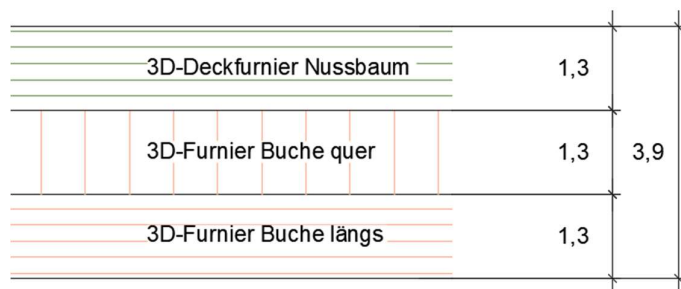 3D-Deckfurnier Nussbaum 1,3
3D-Furnier Buche quer 1,3 3,9
3D-Furnier Buche längs 1,3